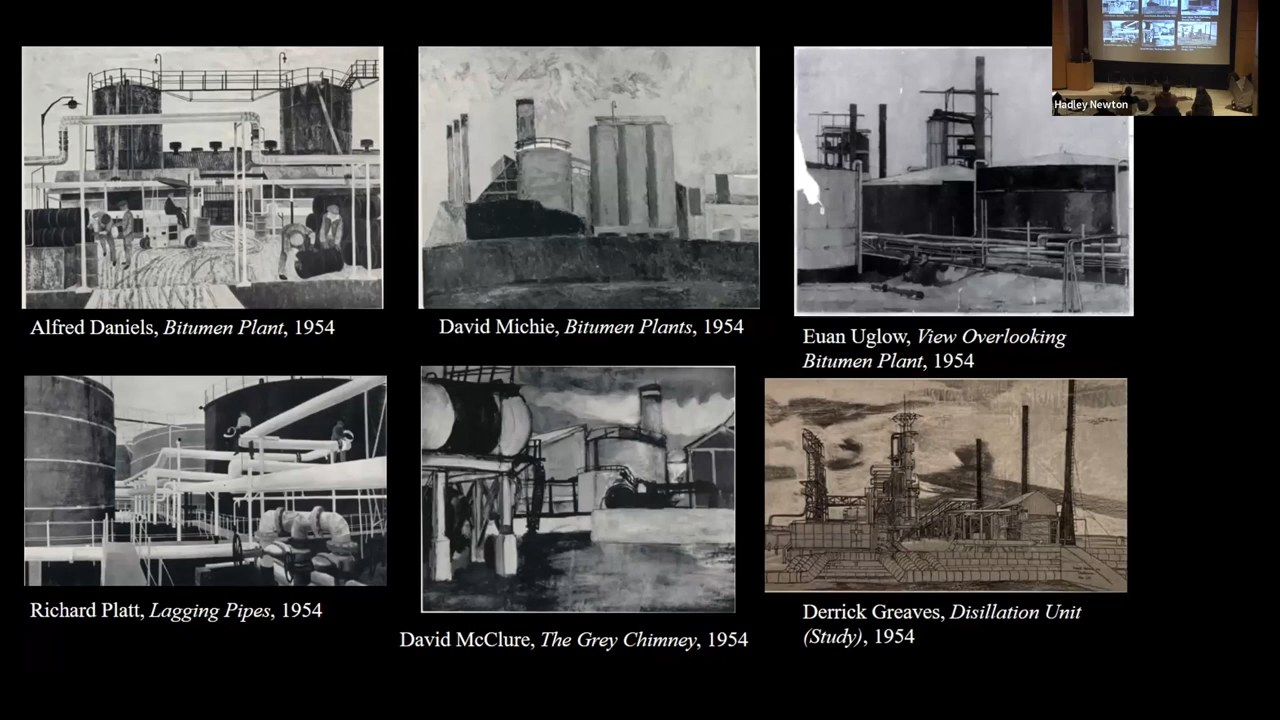 Hadley Newton
Alfred Daniels, Bitumen Plant, 1954
David Michie, Bitumen Plants, 1954
Euan Uglow, View Overlooking
Bitumen Plant, 1954
Richard Platt, Lagging Pipes, 1954
David McClure, The Grey Chimney, 1954
Derrick Greaves, Disillation Unit
(Study), 1954